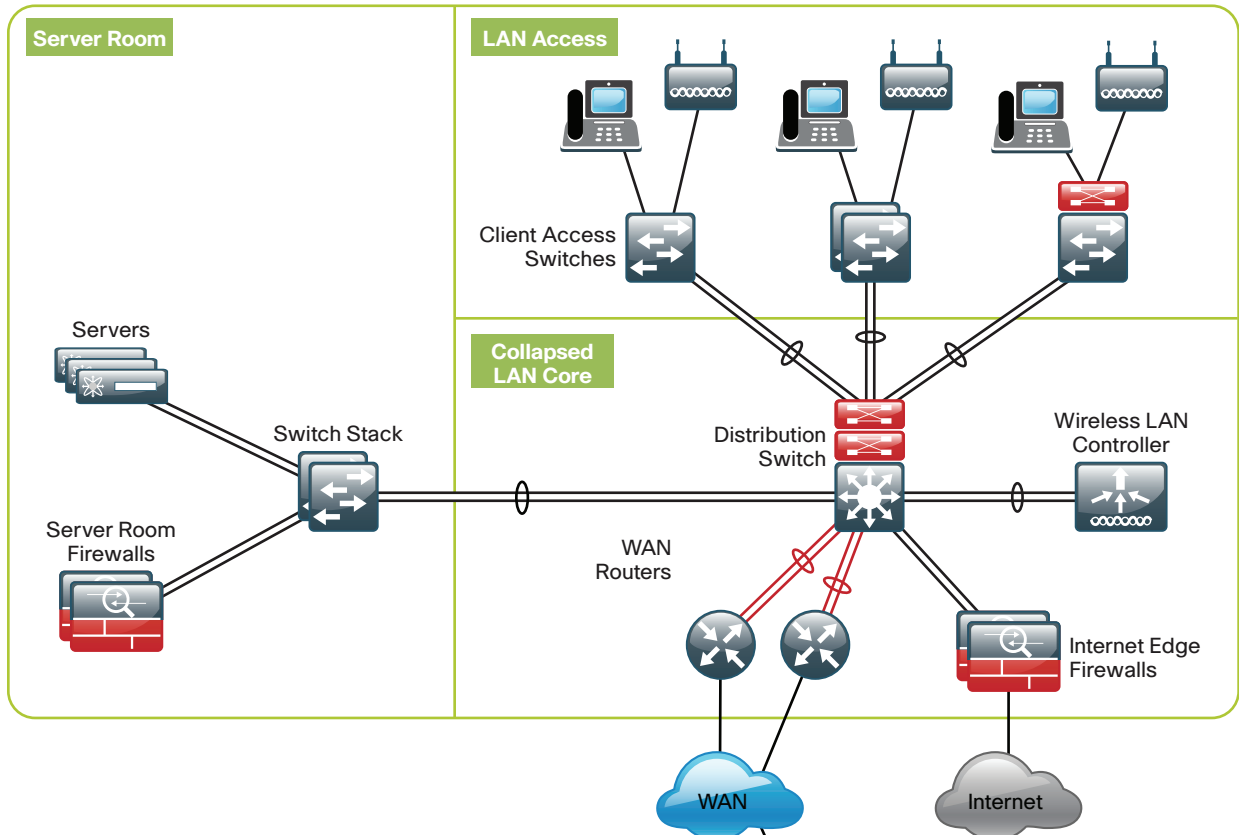 Server Room
LAN Access
Client Access
Switches
Servers
Collapsed
LAN Core
Switch Stack
Distribution
Switch
Wireless LAN
Controller
Server Room
Firewalls
WAN
Routers
Internet Edge
Firewalls
WAN
Internet